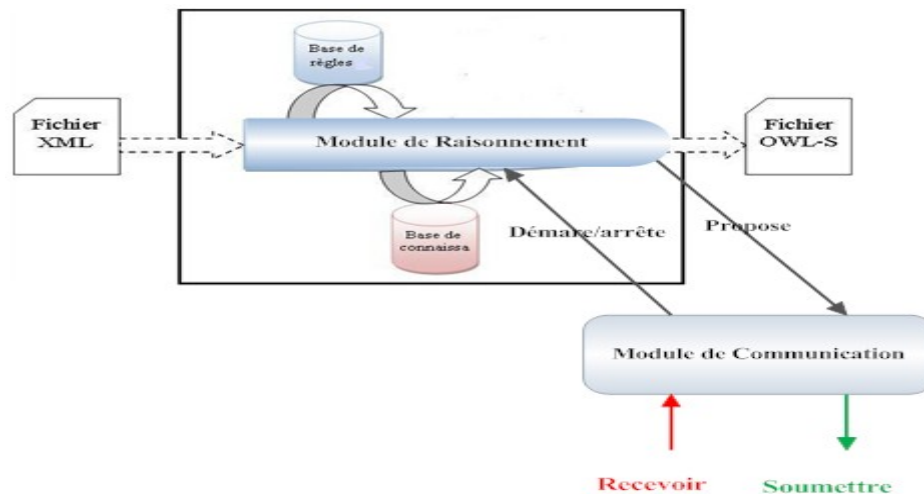 Base de
règles
Fichier
XML
Module de Raisonnement
Fichier
OWL-S
Base de
connaissa
Démare/arrête
Propose
Module de Communication
Recevoir
Soumettre